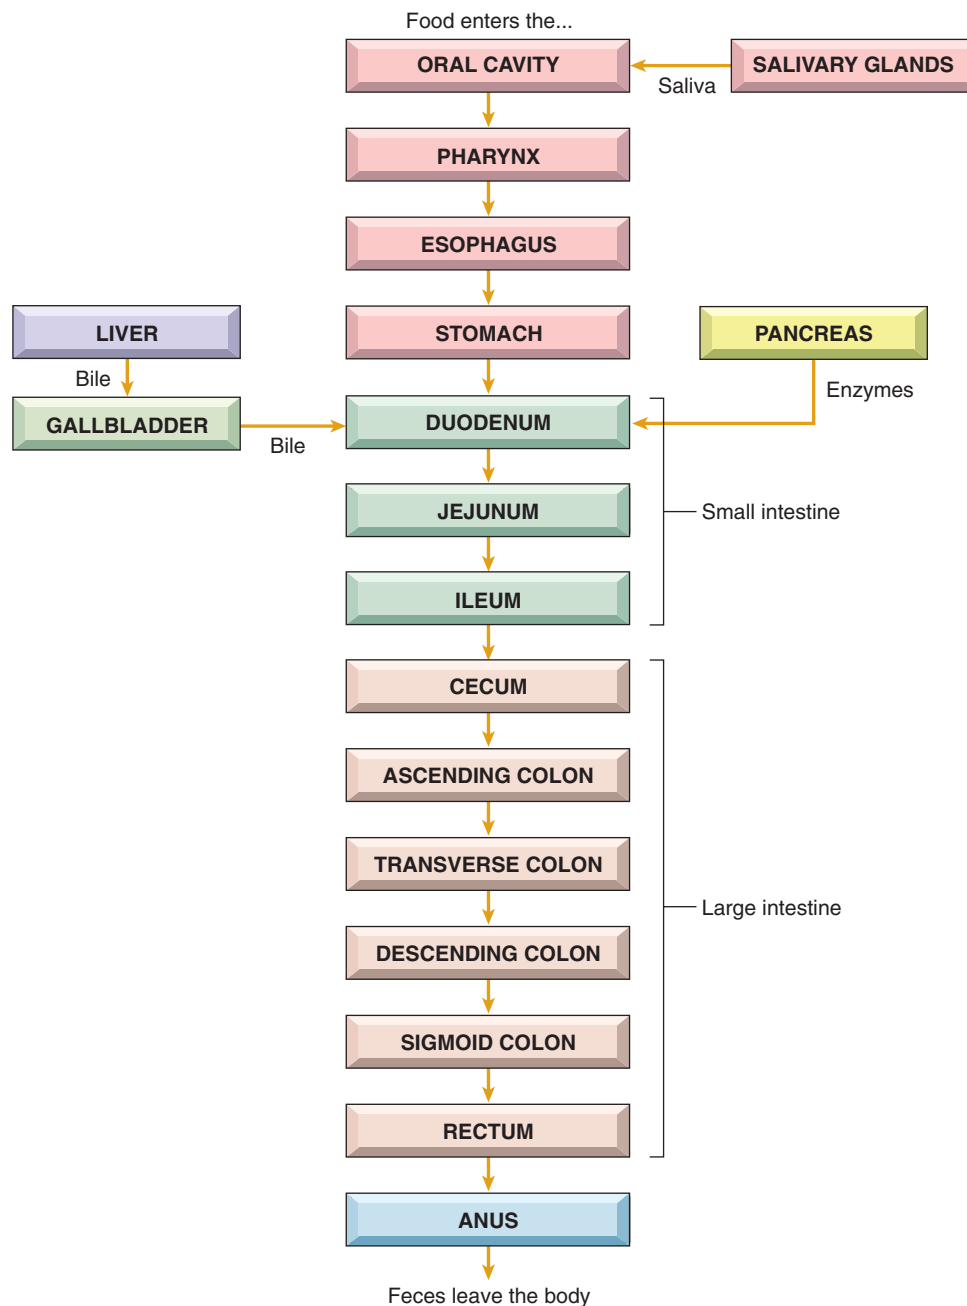 Food enters the...
ORAL CAVITY
SALIVARY GLANDS
Saliva
PHARYNX
ESOPHAGUS
LIVER
STOMACH
PANCREAS
Bile
Enzymes
GALLBLADDER
Bile
DUODENUM
JEJUNUM
Small intestine
ILEUM
CECUM
ASCENDING COLON
TRANSVERSE COLON
Large intestine
DESCENDING COLON
SIGMOID COLON
RECTUM
ANUS
Feces leave the body